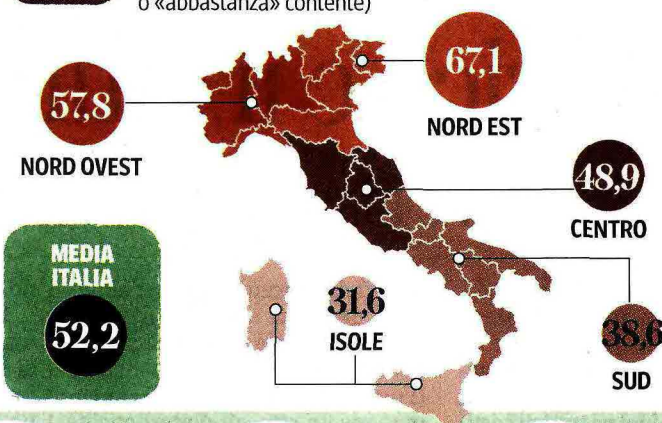 o «abbastanza» contente)
67,1
57,8
NORD EST
NORD OVEST
48,9
CENTRO
MEDIA
ITALIA
52,2
31,6
ISOLE
38,6
SUD